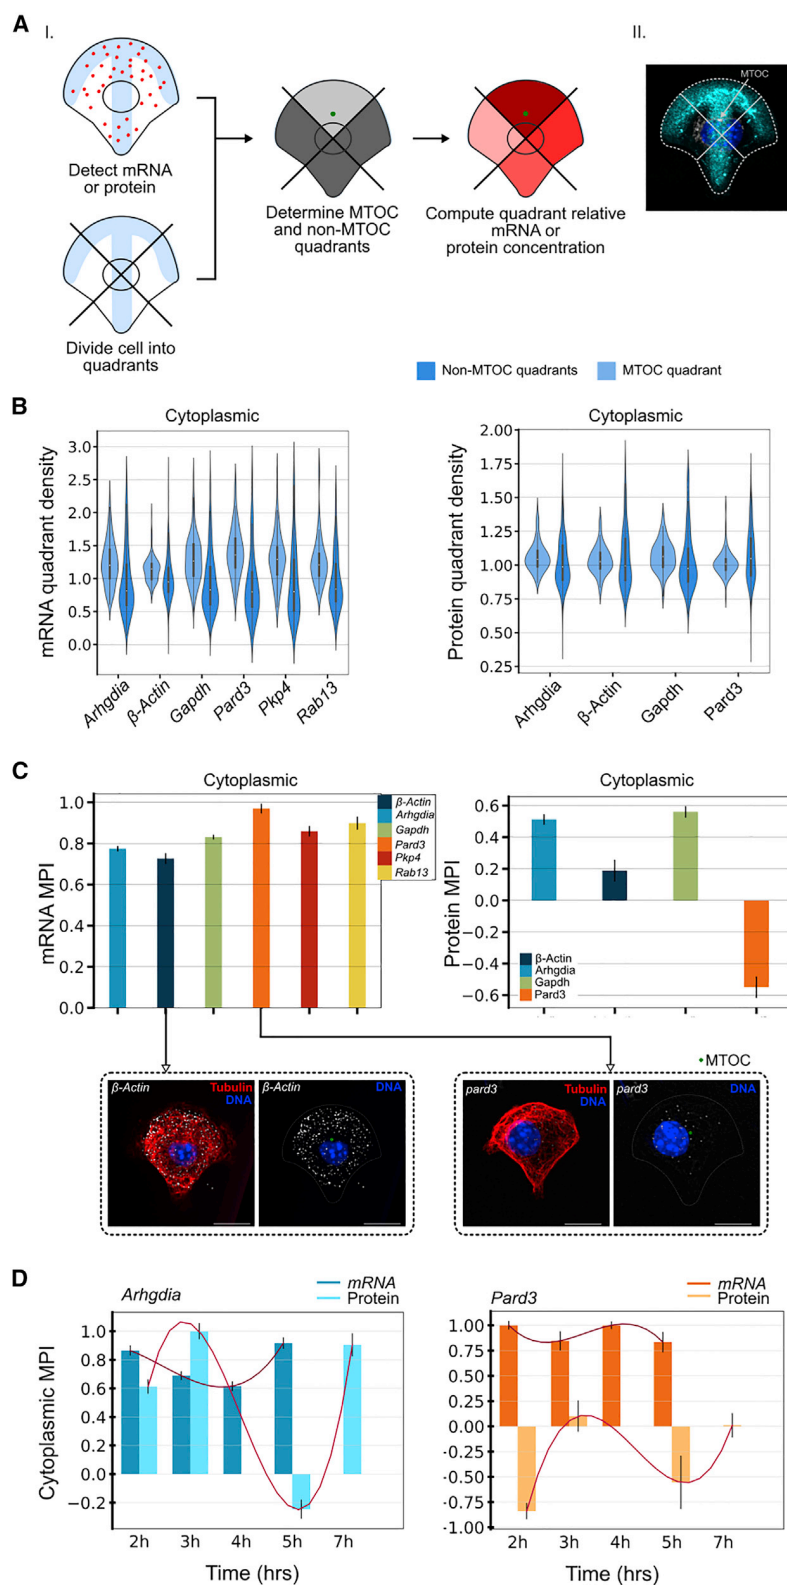 A
I.
II.
MTOC
Detect mRNA
or protein
Divide cell into
quadrants
Determine MTOC
and non-MTOC
quadrants
Compute quadrant relative
mRNA or
protein concentration
Non-MTOC quadrants
MTOC quadrant
B
Cytoplasmic
mRNA quadrant density
3.0
2.5
2.0
1.5
1.0
0.5
0.0
Arhgdia
β-Actin
Gapdh
Pard3
Pkp4
Rab13
Cytoplasmic
Protein quadrant density
2.00
1.75
1.50
1.25
1.00
0.75
0.50
0.25
Arhgdia
β-Actin
Gapdh
Pard3
C
Cytoplasmic
mRNA MPI
1.0
0.8
0.6
0.4
0.2
0.0
β-Actin
Arhgdia
Gapdh
Pard3
Pkp4
Rab13
Cytoplasmic
Protein MPI
0.6
0.4
0.2
0.0
−0.2
−0.4
−0.6
β-Actin
Arhgdia
Gapdh
Pard3
MTOC
β-Actin
Tubulin
DNA
β-Actin
DNA
pard3
Tubulin
DNA
pard3
DNA
D
Arhgdia
mRNA
Protein
Cytoplasmic MPI
1.0
0.8
0.6
0.4
0.2
0.0
−0.2
2h
3h
4h
5h
7h
Time (hrs)
Pard3
mRNA
Protein
1.00
0.75
0.50
0.25
0.00
-0.25
-0.50
-0.75
-1.00
2h
3h
4h
5h
7h
Time (hrs)